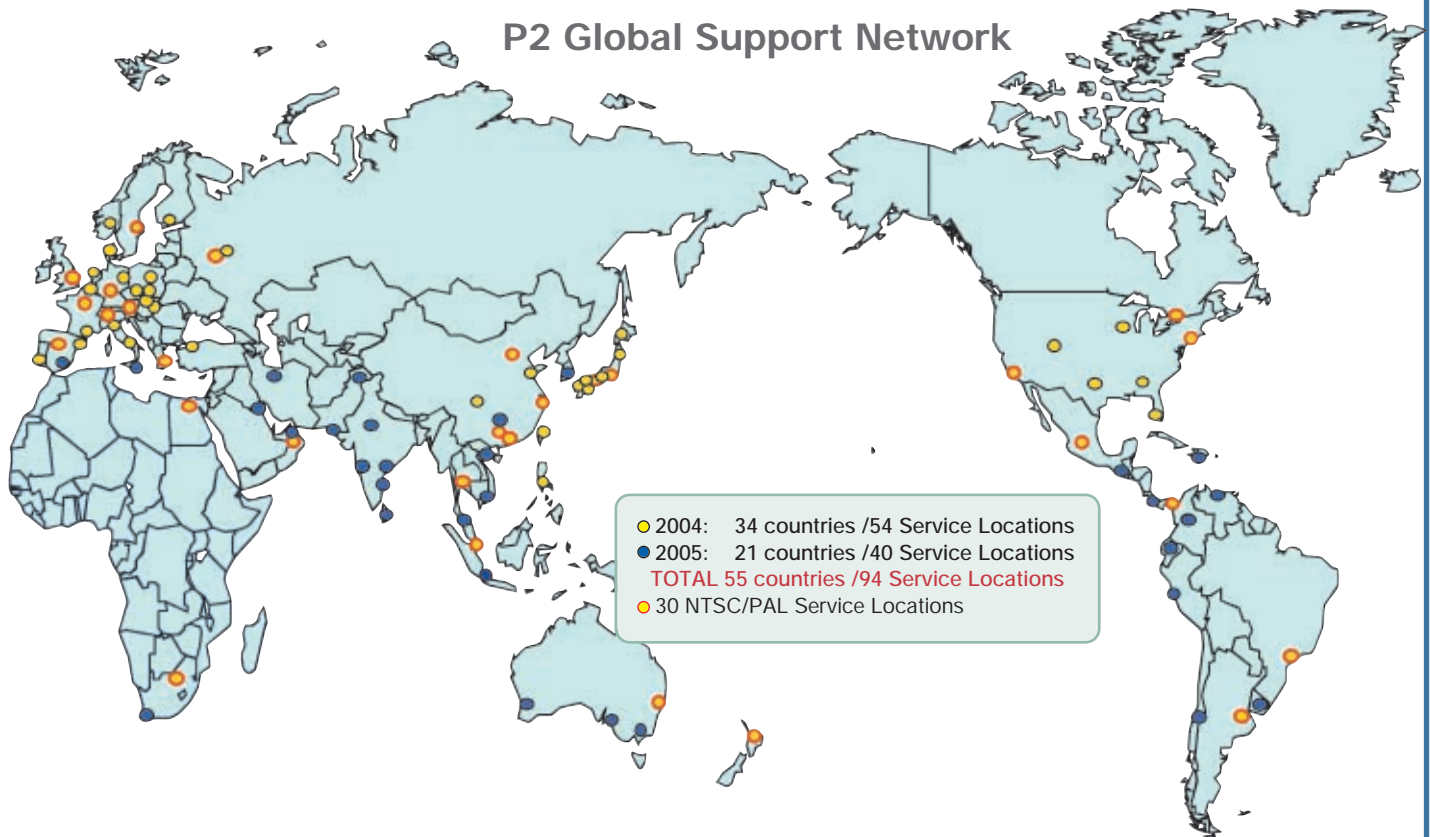 P2 Global Support Network
2004: 34 countries /54 Service Locations
2005: 21 countries /40 Service Locations
TOTAL 55 countries /94 Service Locations
30 NTSC/PAL Service Locations